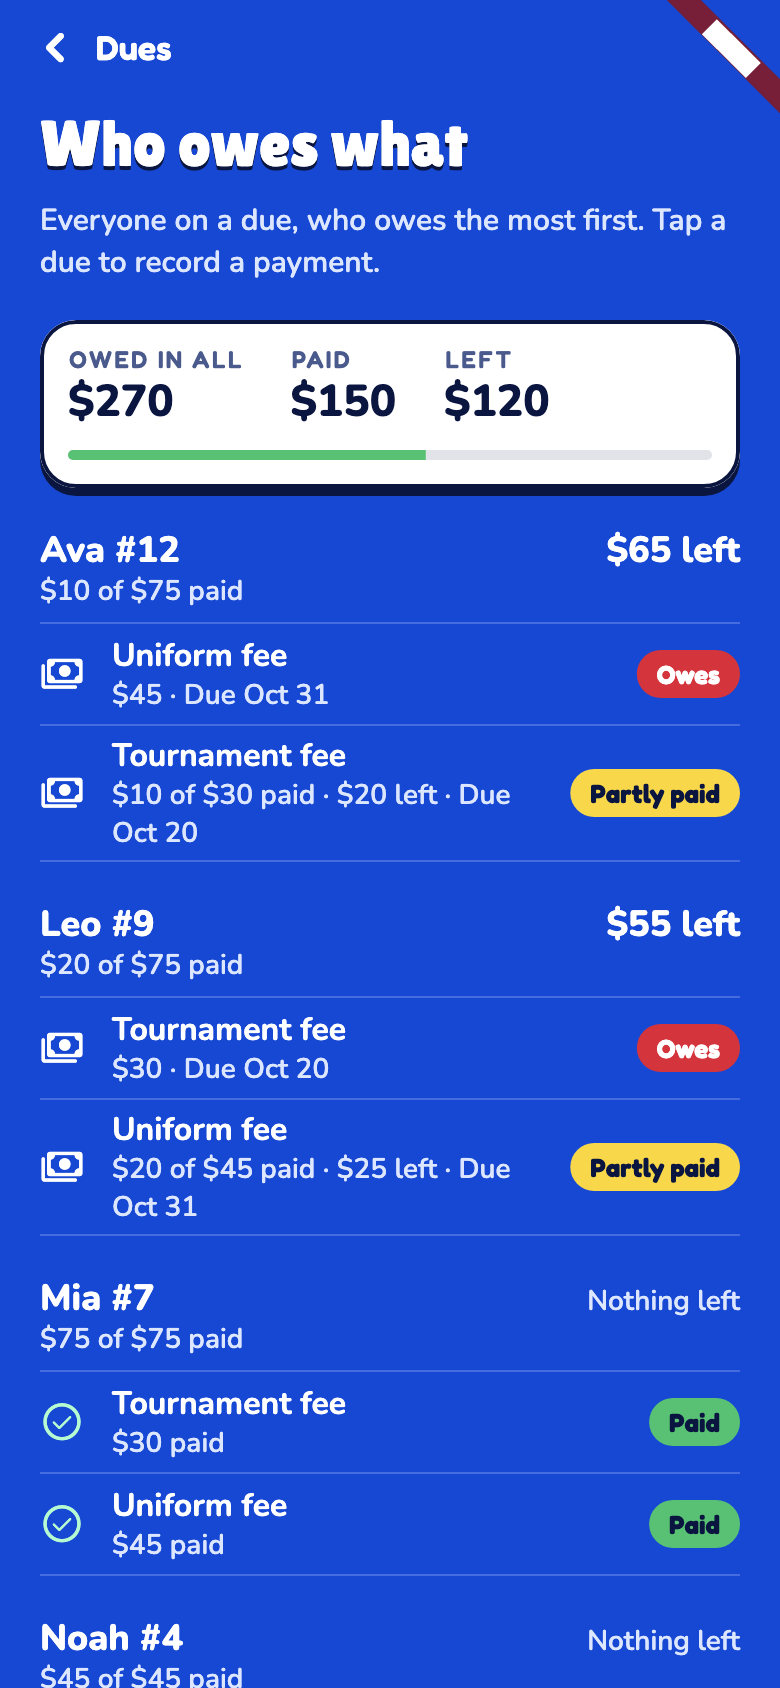 Dues
Who owes what
Everyone on a due, who owes the most first. Tap a
due to record a payment.
OWED IN ALL PAID LEFT
$270 $150 $120
Ava #12 $65 left
$10 of $75 paid
Uniform fee
$45 · Due Oct 31
Owes
Tournament fee
$10 of $30 paid · $20 left · Due
Oct 20
Partly paid
Leo #9 $55 left
$20 of $75 paid
Tournament fee
$30 · Due Oct 20
Owes
Uniform fee
$20 of $45 paid · $25 left · Due
Oct 31
Partly paid
Mia #7 Nothing left
$75 of $75 paid
Tournament fee
$30 paid
Paid
Uniform fee
$45 paid
Paid
Noah #4 Nothing left
$45 of $45 paid